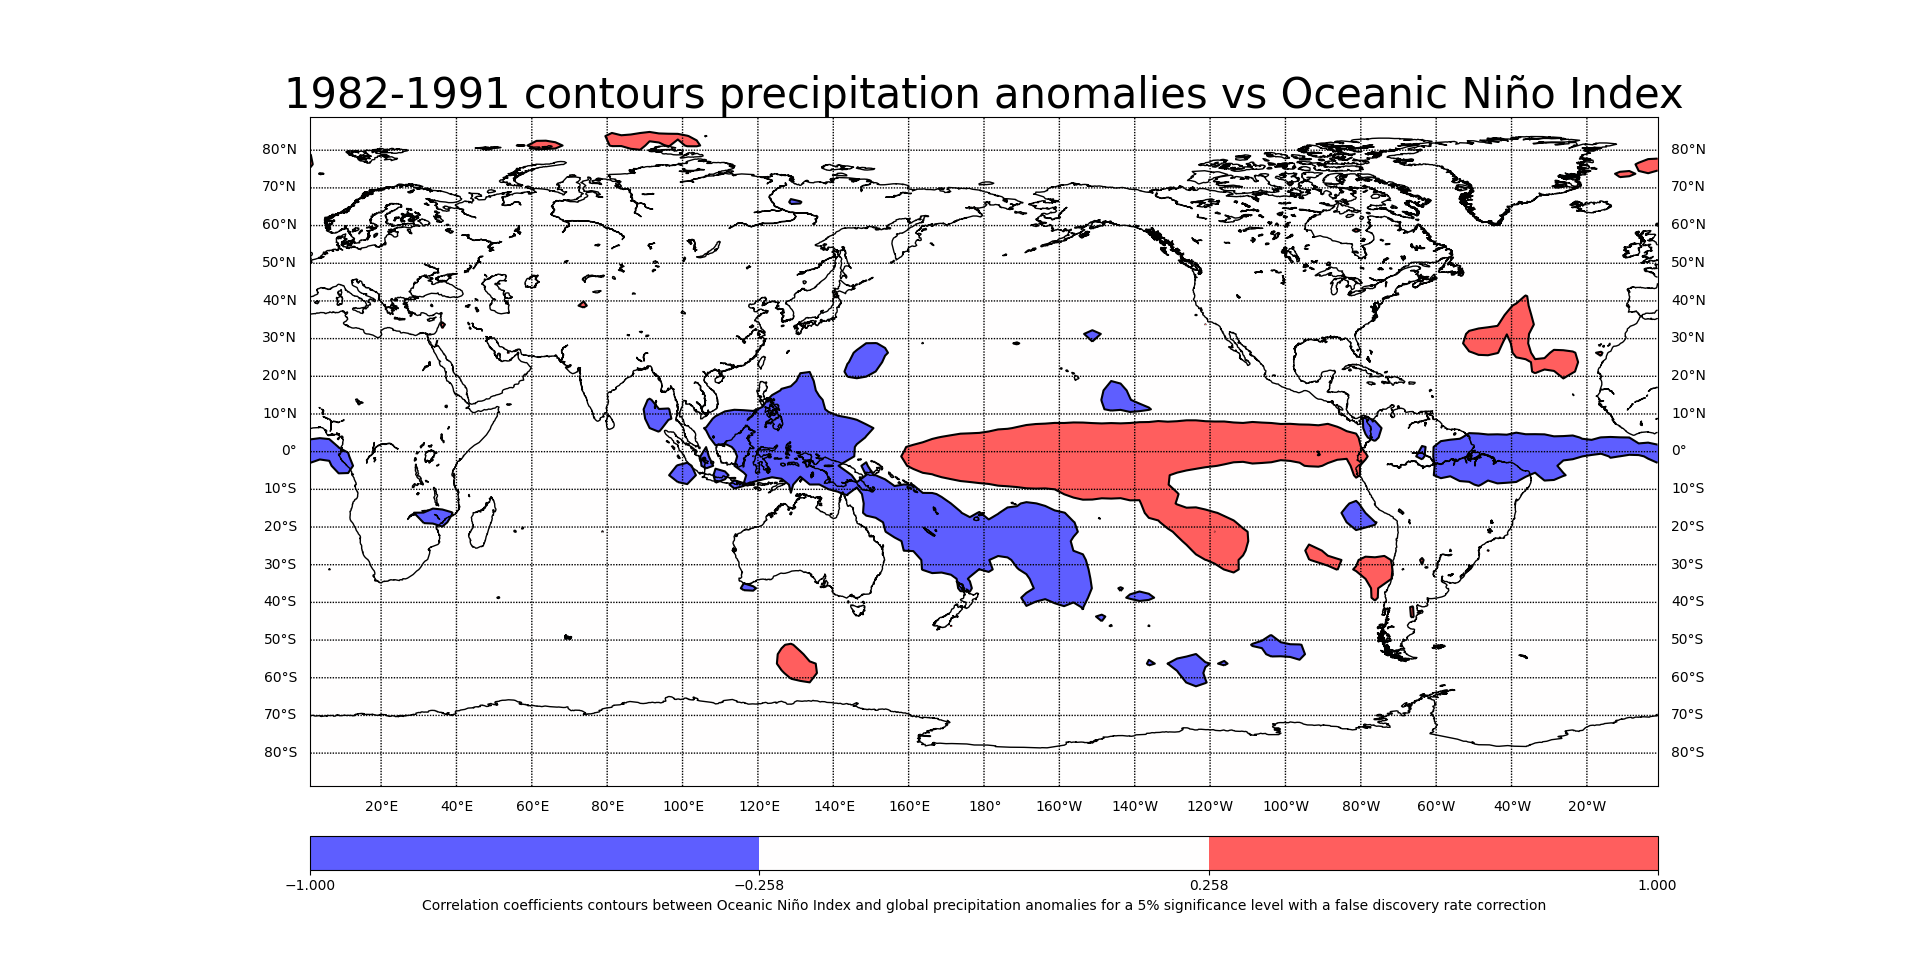 1982-1991 contours precipitation anomalies vs Oceanic Niño Index
80°N 80°N
70°N 70°N
60°N 60°N
50°N 50°N
40°N 40°N
30°N 30°N
20°N 20°N
10°N 10°N
0° 0°
10°S 10°S
20°S 20°S
30°S 30°S
40°S 40°S
50°S 50°S
60°S 60°S
70°S 70°S
80°S 80°S
20°E 40°E 60°E 80°E 100°E 120°E 140°E 160°E 180° 160°W 140°W 120°W 100°W 80°W 60°W 40°W 20°W
−1.000 −0.258 0.258 1.000
Correlation coefficients contours between Oceanic Niño Index and global precipitation anomalies for a 5% significance level with a false discovery rate correction